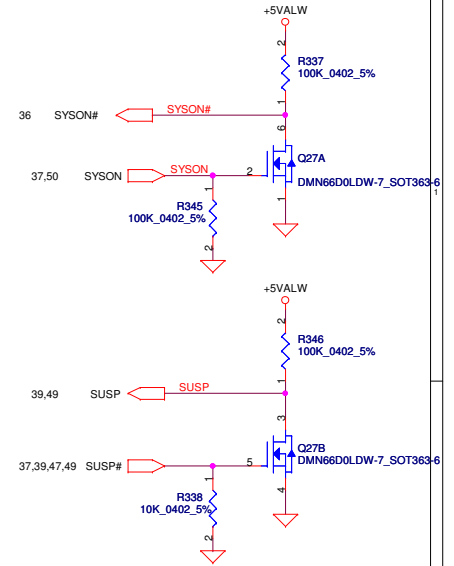 +5VALW
2
R337
100K_0402_5%
1
36 SYSON# SYSON#
6
Q27A
37,50 SYSON SYSON 2
DMN66D0LDW-7_SOT363-6
1
1
1
R345
100K_0402_5%
2
+5VALW
2
R346
100K_0402_5%
1
39,49 SUSP SUSP
3
Q27B
DMN66D0LDW-7_SOT363-6
37,39,47,49 SUSP# 5
1
4
R338
10K_0402_5%
2